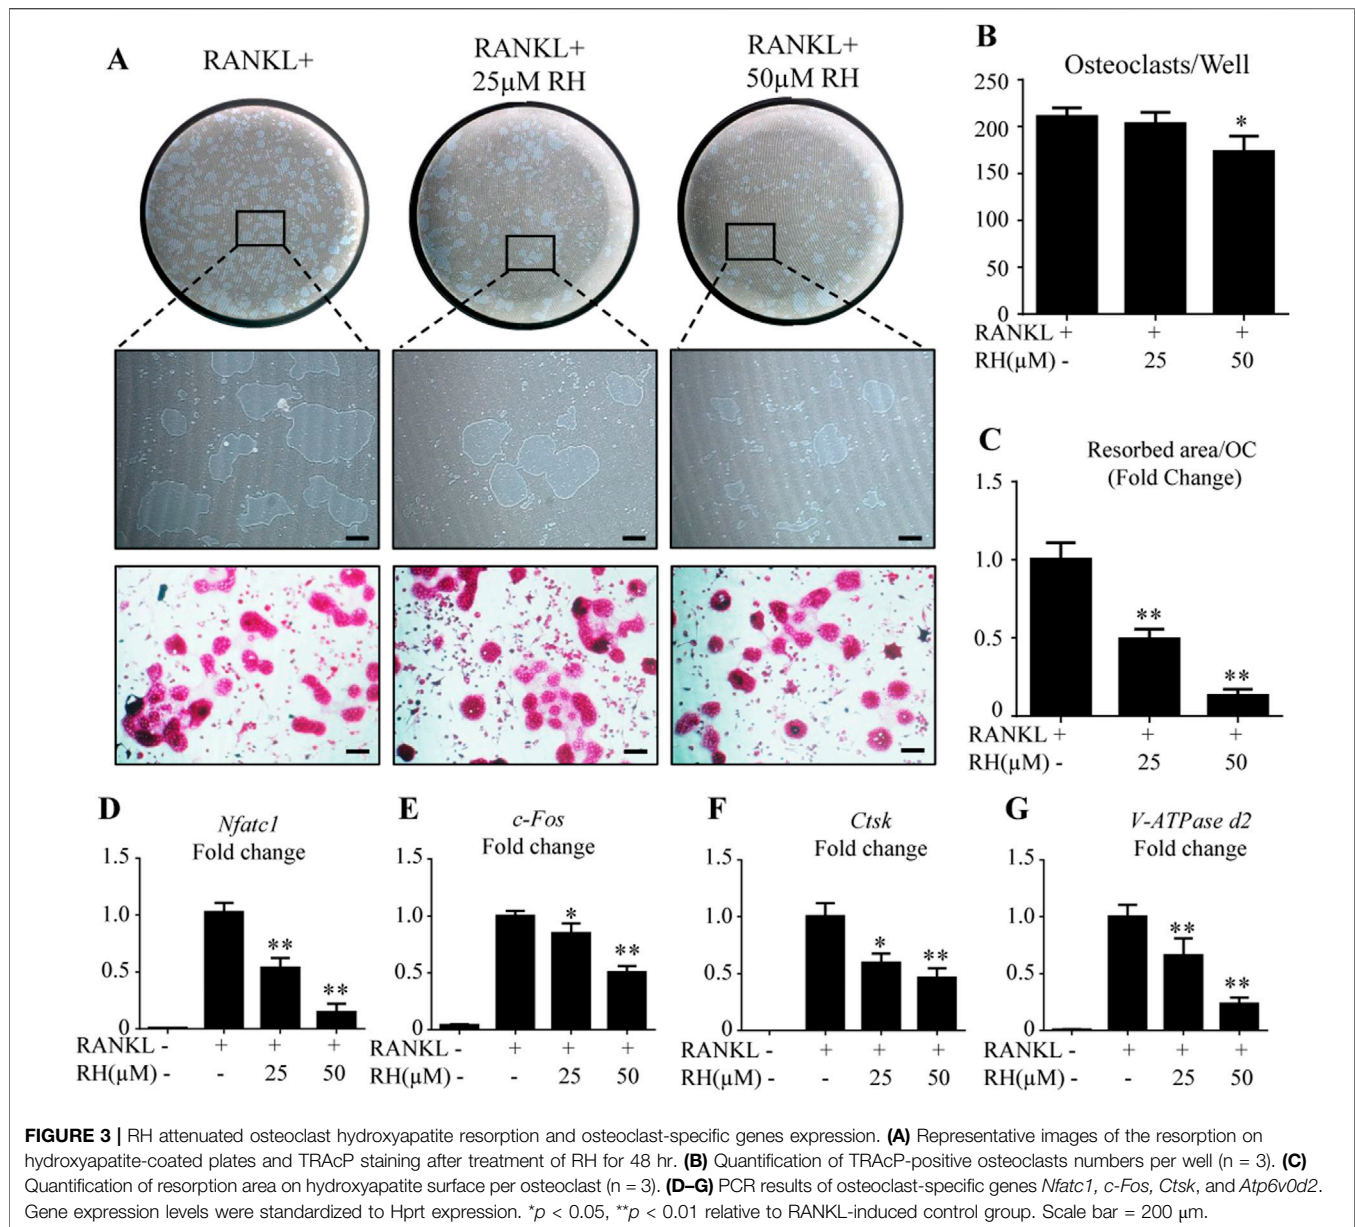 A
RANKL+
RANKL+
25µM RH
RANKL+
50µM RH
B
Osteoclasts/Well
250
200
150
100
50
0
*
RANKL + + +
RH(µM) - 25 50
C
Resorbed area/OC
(Fold Change)
1.5
1.0
0.5
0
**
**
RANKL + + +
RH(µM) - 25 50
D
Nfatc1
Fold change
1.5
1.0
0.5
0
**
**
RANKL - + + +
RH(µM) - - 25 50
E
c-Fos
Fold change
1.5
1.0
0.5
0
*
**
RANKL - + + +
RH(µM) - - 25 50
F
Ctsk
Fold change
1.5
1.0
0.5
0
*
**
RANKL - + + +
RH(µM) - - 25 50
G
V-ATPase d2
Fold change
1.5
1.0
0.5
0
**
**
RANKL - + + +
RH(µM) - - 25 50
FIGURE 3 | RH attenuated osteoclast hydroxyapatite resorption and osteoclast-specific genes expression. (A) Representative images of the resorption on
hydroxyapatite-coated plates and TRAcP staining after treatment of RH for 48 hr. (B) Quantification of TRAcP-positive osteoclasts numbers per well (n = 3). (C)
Quantification of resorption area on hydroxyapatite surface per osteoclast (n = 3). (D–G) PCR results of osteoclast-specific genes Nfatc1, c-Fos, Ctsk, and Atp6v0d2.
Gene expression levels were standardized to Hprt expression. *p < 0.05, **p < 0.01 relative to RANKL-induced control group. Scale bar = 200 µm.